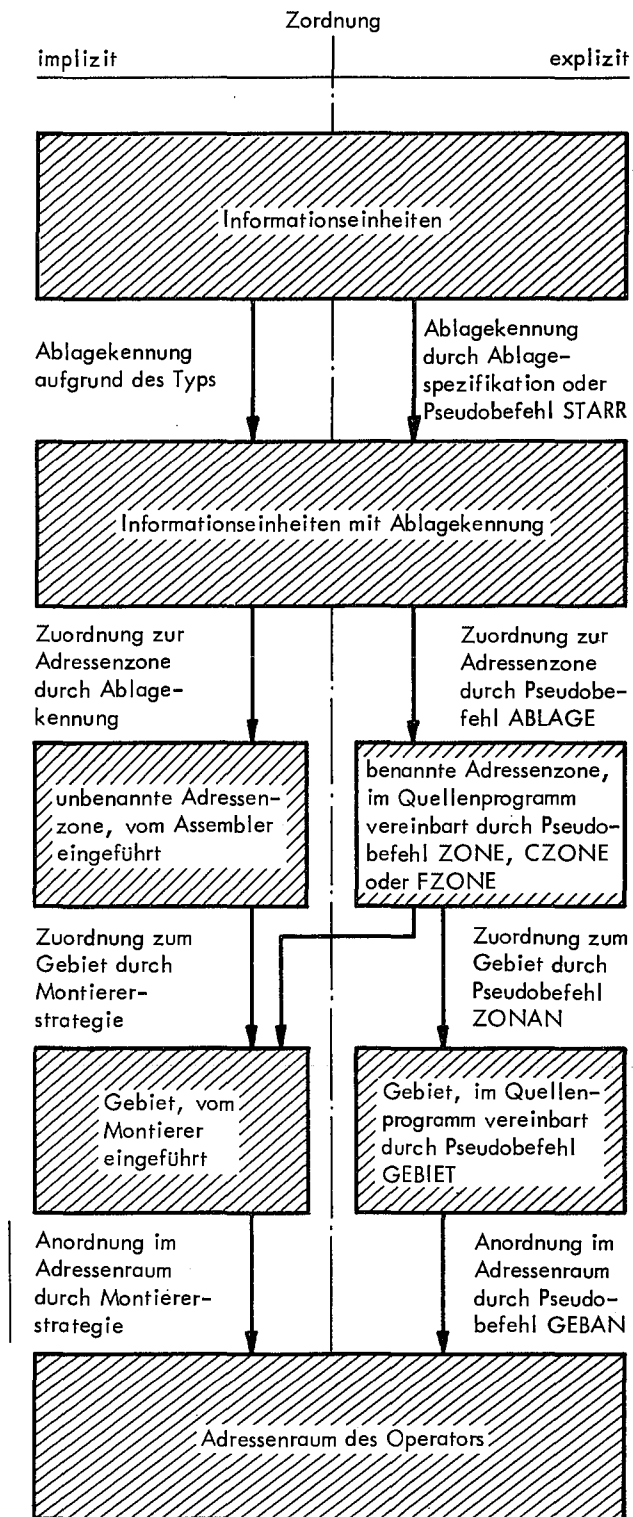 Zordnung
implizit
explizit
Informationseinheiten
Ablagekennung
aufgrund des Typs
Ablagekennung
durch Ablage-
spezifikation oder
Pseudobefehl STARR
Informationseinheiten mit Ablagekennung
Zuordnung zur
Adressenzone
durch Ablage-
kennung
Zuordnung zur
Adressenzone
durch Pseudobe-
fehl ABLAGE
unbenannte Adressen-
zone, vom Assembler
eingeführt
benannte Adressenzone,
im Quellenprogramm
vereinbart durch Pseudo-
befehl ZONE, CZONE
oder FZONE
Zuordnung zum
Gebiet durch
Montierer-
strategie
Zuordnung zum
Gebiet durch
Pseudobefehl
ZONAN
Gebiet, vom
Montierer
eingeführt
Gebiet, im Quellen-
programm vereinbart
durch Pseudobefehl
GEBIET
Anordnung im
Adressenraum
durch Montierer-
strategie
Anordnung im
Adressenraum
durch Pseudo-
befehl GEBAN
Adressenraum des Operators